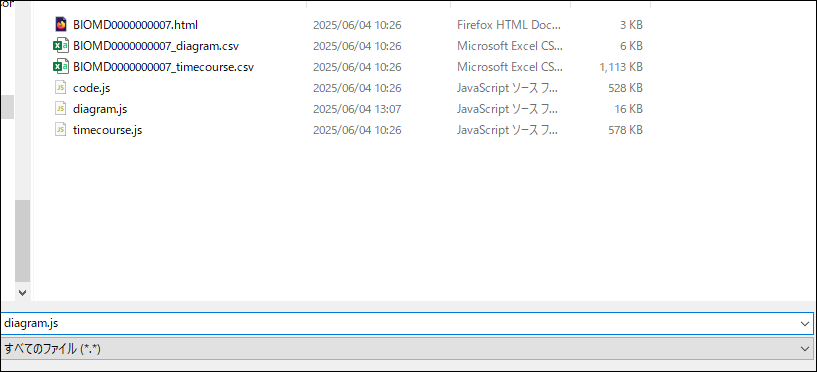 BIOMD0000000007.html 2025/06/04 10:26 Firefox HTML Doc... 3 KB
BIOMD0000000007_diagram.csv 2025/06/04 10:26 Microsoft Excel CS... 6 KB
BIOMD0000000007_timecourse.csv 2025/06/04 10:26 Microsoft Excel CS... 1,113 KB
code.js 2025/06/04 10:26 JavaScript ソース フ... 528 KB
diagram.js 2025/06/04 13:07 JavaScript ソース フ... 16 KB
timecourse.js 2025/06/04 10:26 JavaScript ソース フ... 578 KB
diagram.js
すべてのファイル (*.*)